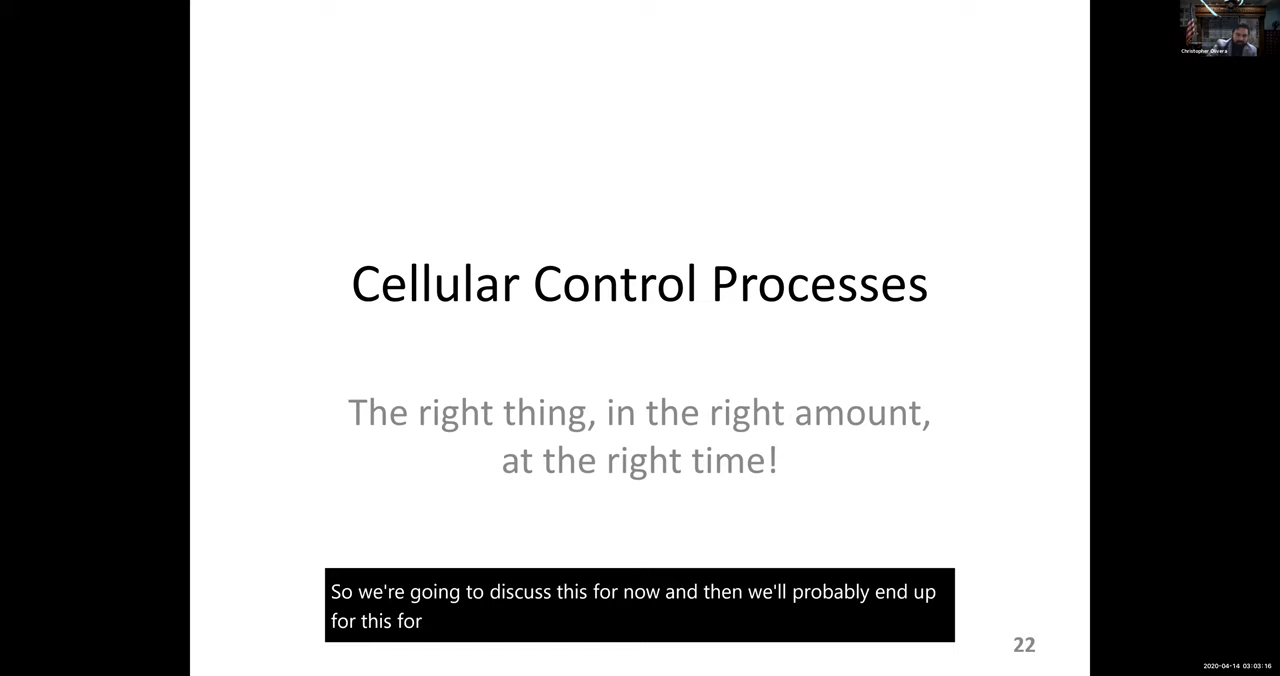 Christopher Olivera
Cellular Control Processes
The right thing, in the right amount,
at the right time!
So we're going to discuss this for now and then we'll probably end up
for this for
22
2020-04-14 03:03:16